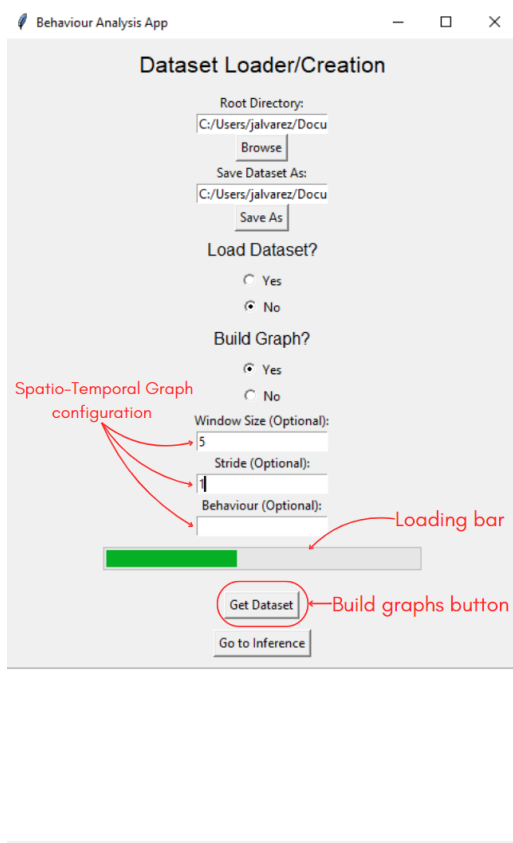 Behaviour Analysis App
Dataset Loader/Creation
Root Directory:
C:/Users/jalvarez/Docu
Browse
Save Dataset As:
C:/Users/jalvarez/Docu
Save As
Load Dataset?
Yes
No
Build Graph?
Yes
No
Spatio-Temporal Graph
configuration
Window Size (Optional):
5
Stride (Optional):
1
Behaviour (Optional):
Loading bar
Get Dataset
Build graphs button
Go to Inference